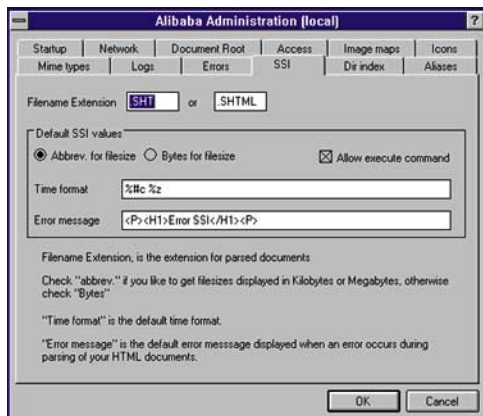 Alibaba Administration (local)
?
Startup Network Document Root Access Image maps Icons
Mime types Logs Errors SSI Dir index Aliases
Filename Extension .SHT or .SHTML
Default SSI values
Abbrev. for filesize Bytes for filesize Allow execute command
Time format %#c %z
Error message <P><H1>Error SSI</H1><P>
Filename Extension, is the extension for parsed documents
Check "abbrev." if you like to get filesizes displayed in Kilobytes or Megabytes, otherwise
check "Bytes"
"Time format" is the default time format.
"Error message" is the default error messsage displayed when an error occurs during
parsing of your HTML documents.
OK Cancel